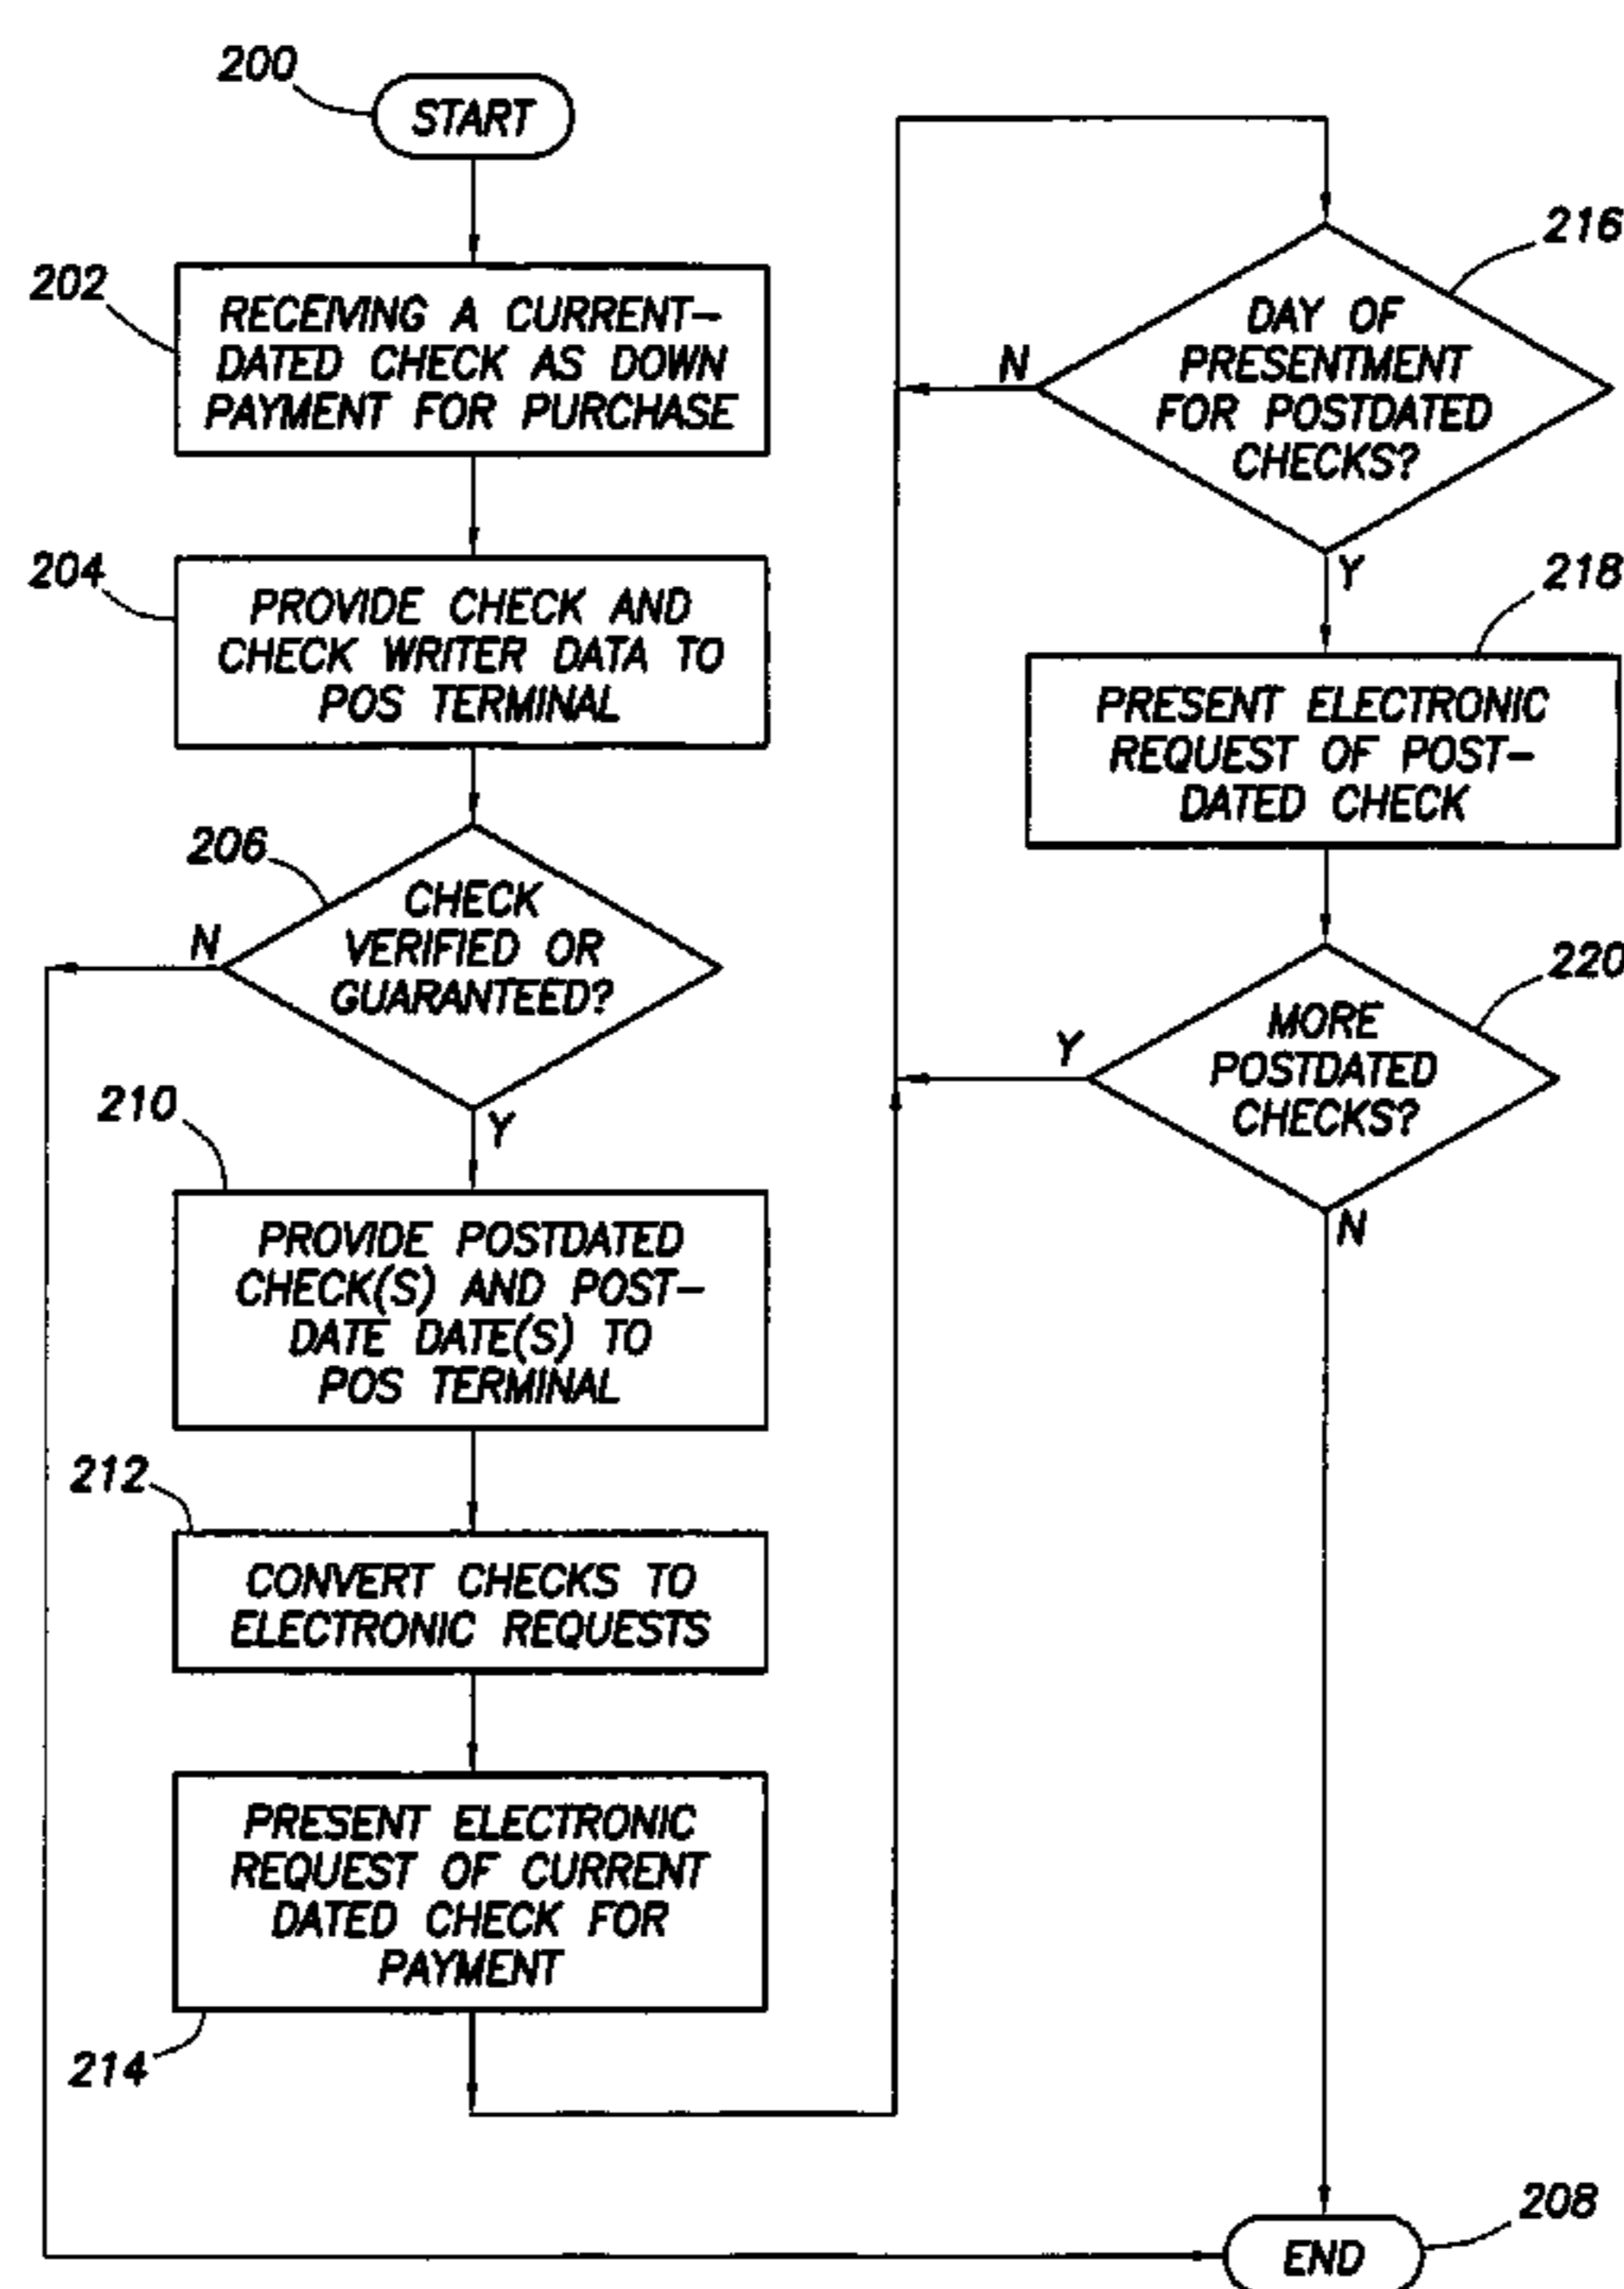 200
START
202
RECEIVING A CURRENT-
DATED CHECK AS DOWN
PAYMENT FOR PURCHASE
204
PROVIDE CHECK AND
CHECK WRITER DATA TO
POS TERMINAL
206
CHECK
VERIFIED OR
GUARANTEED?
N
Y
210
PROVIDE POSTDATED
CHECK(S) AND POST-
DATE DATE(S) TO
POS TERMINAL
212
CONVERT CHECKS TO
ELECTRONIC REQUESTS
PRESENT ELECTRONIC
REQUEST OF CURRENT
DATED CHECK FOR
PAYMENT
214
216
DAY OF
PRESENTMENT
FOR POSTDATED
CHECKS?
N
Y
218
PRESENT ELECTRONIC
REQUEST OF POST-
DATED CHECK
220
MORE
POSTDATED
CHECKS?
Y
N
208
END